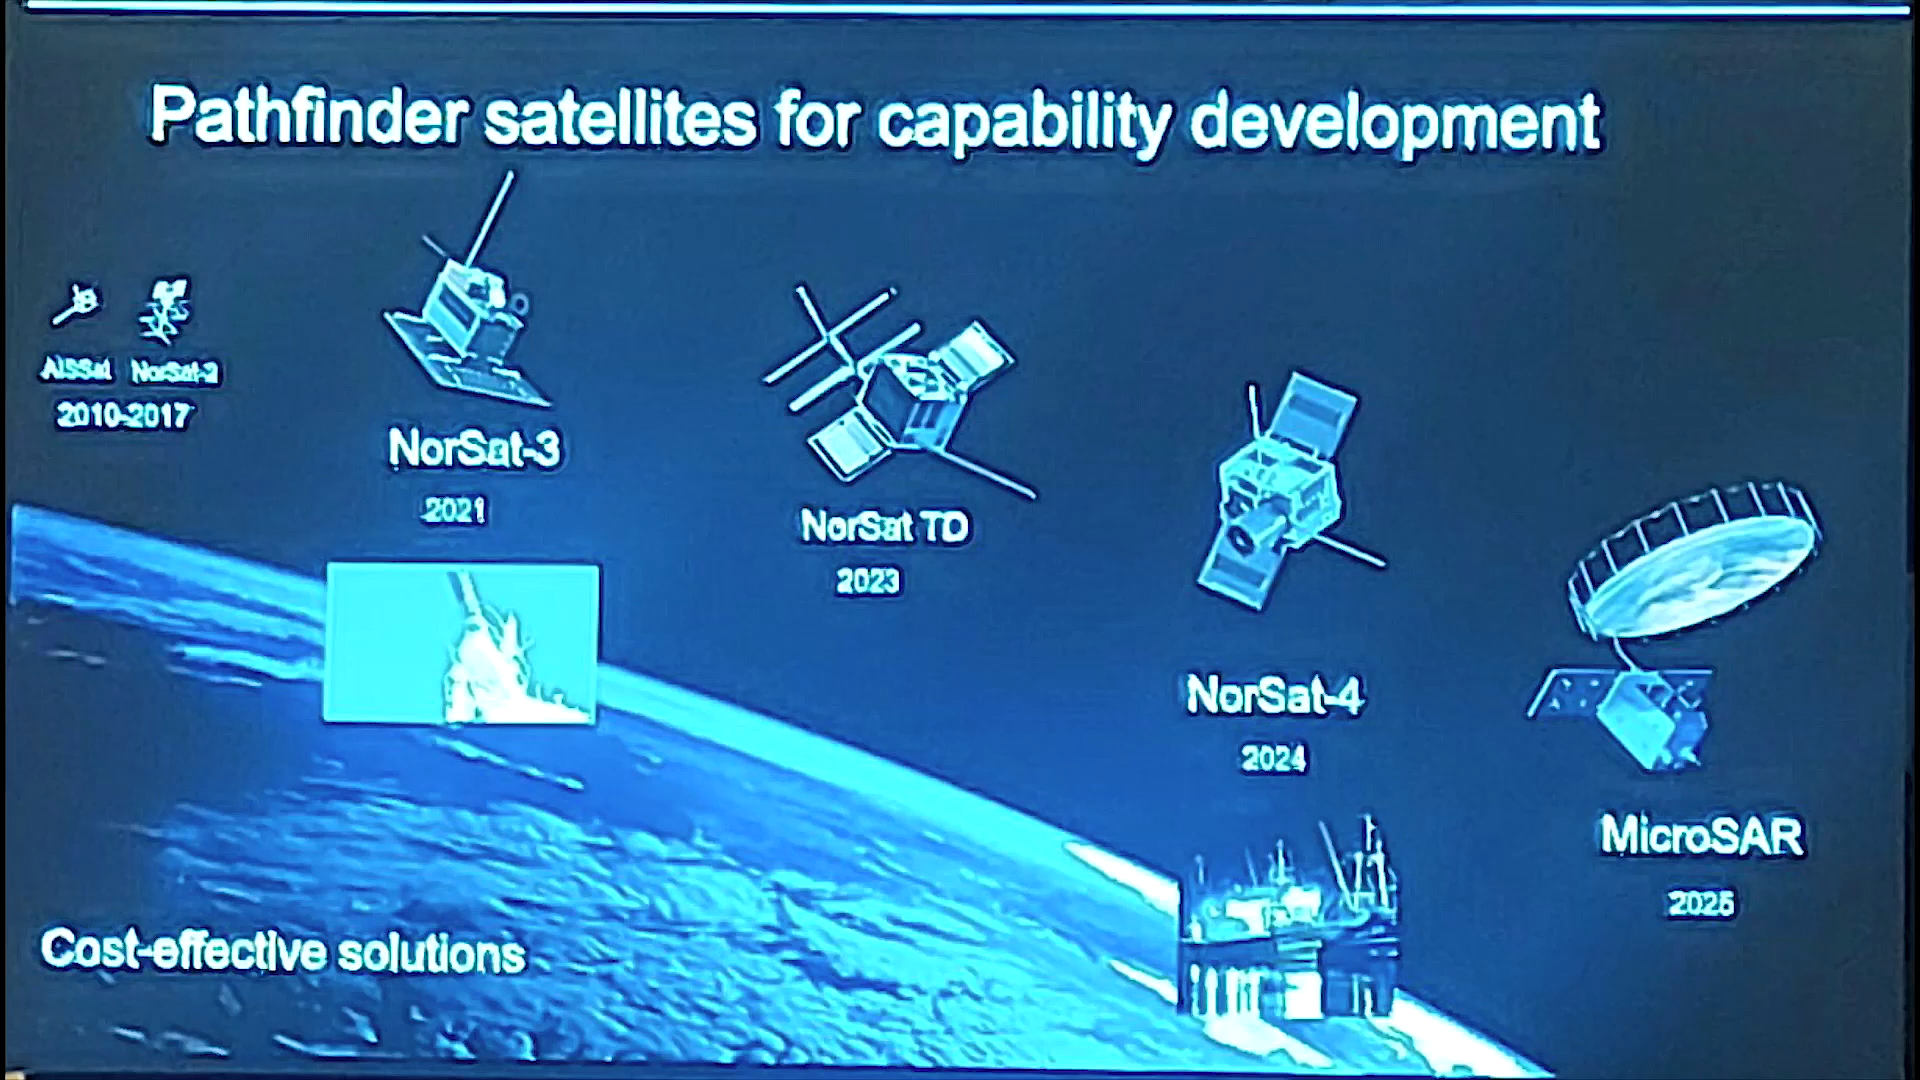 Pathfinder satellites for capability development
AISSat NorSat-2
2010-2017
NorSat-3
2021
NorSat TD
2023
NorSat-4
2024
MicroSAR
2025
Cost-effective solutions